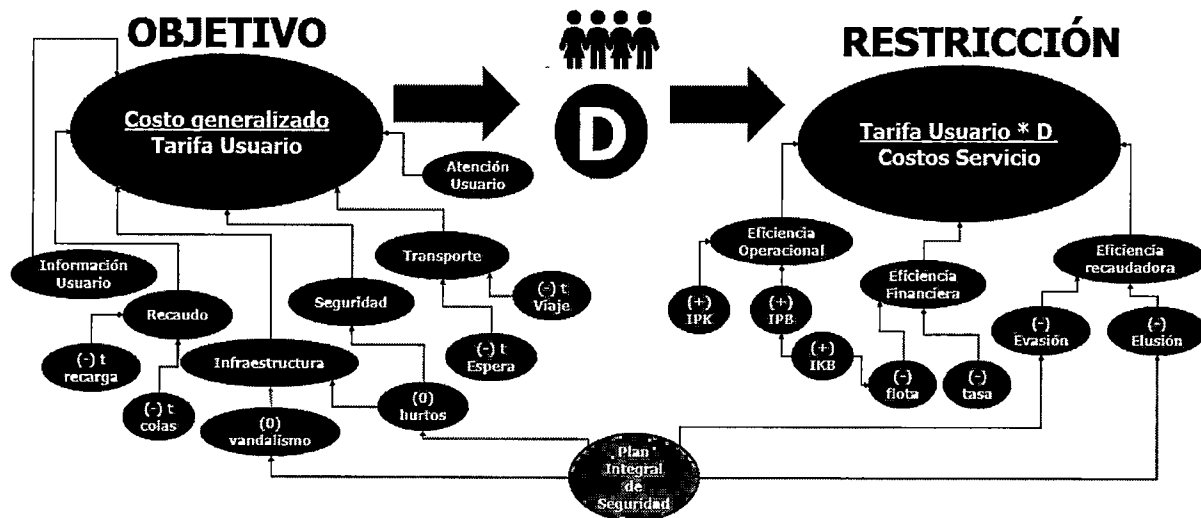 OBJETIVO
RESTRICCIÓN
Costo generalizado
Tarifa Usuario
D
Tarifa Usuario * D
Costos Servicio
Atención
Usuario
Información
Usuario
Recaudo
(-) t
recarga
(-) t
colas
Infraestructura
(0)
vandalismo
Seguridad
(0)
hurtos
Transporte
(-) t
Espera
(-) t
Viaje
Eficiencia
Operacional
(+)
IPK
(+)
IPB
(+)
IKB
Eficiencia
Financiera
(-)
flota
(-)
tasa
Eficiencia
recaudadora
(-)
Evasión
(-)
Elusión
Plan
Integral
de
Seguridad